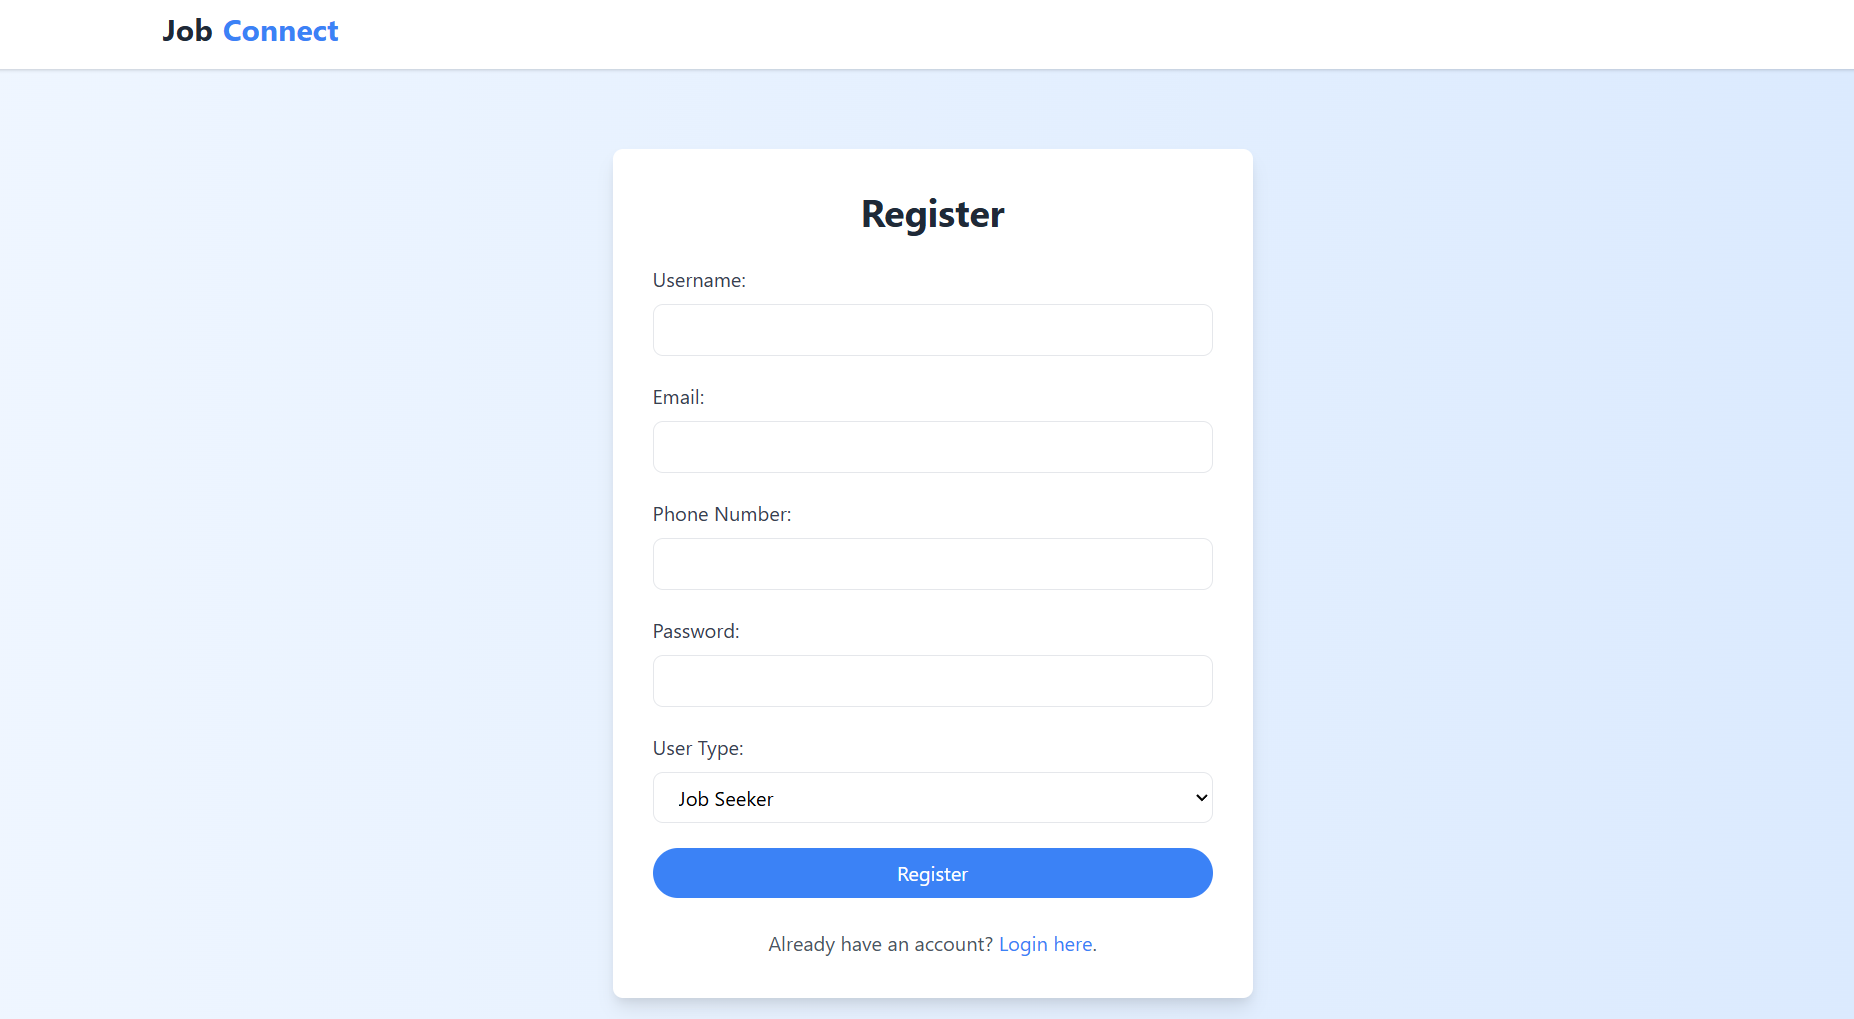 Job Connect
Register
Username:
Email:
Phone Number:
Password:
User Type:
Job Seeker
Register
Already have an account? Login here.